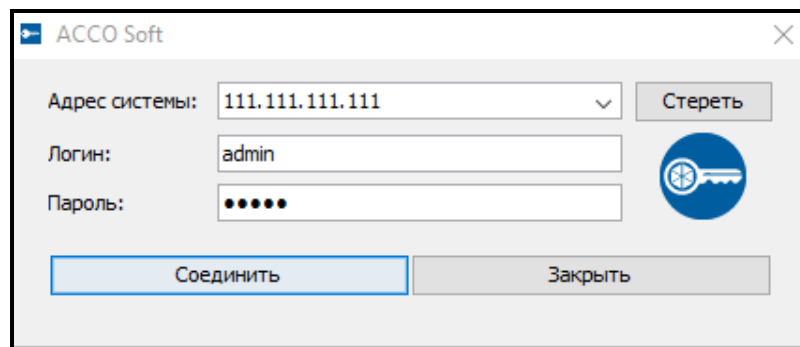 ACCO Soft
Адрес системы: 111.111.111.111 Стереть
Логин: admin
Пароль: •••••
Соединить Закрыть